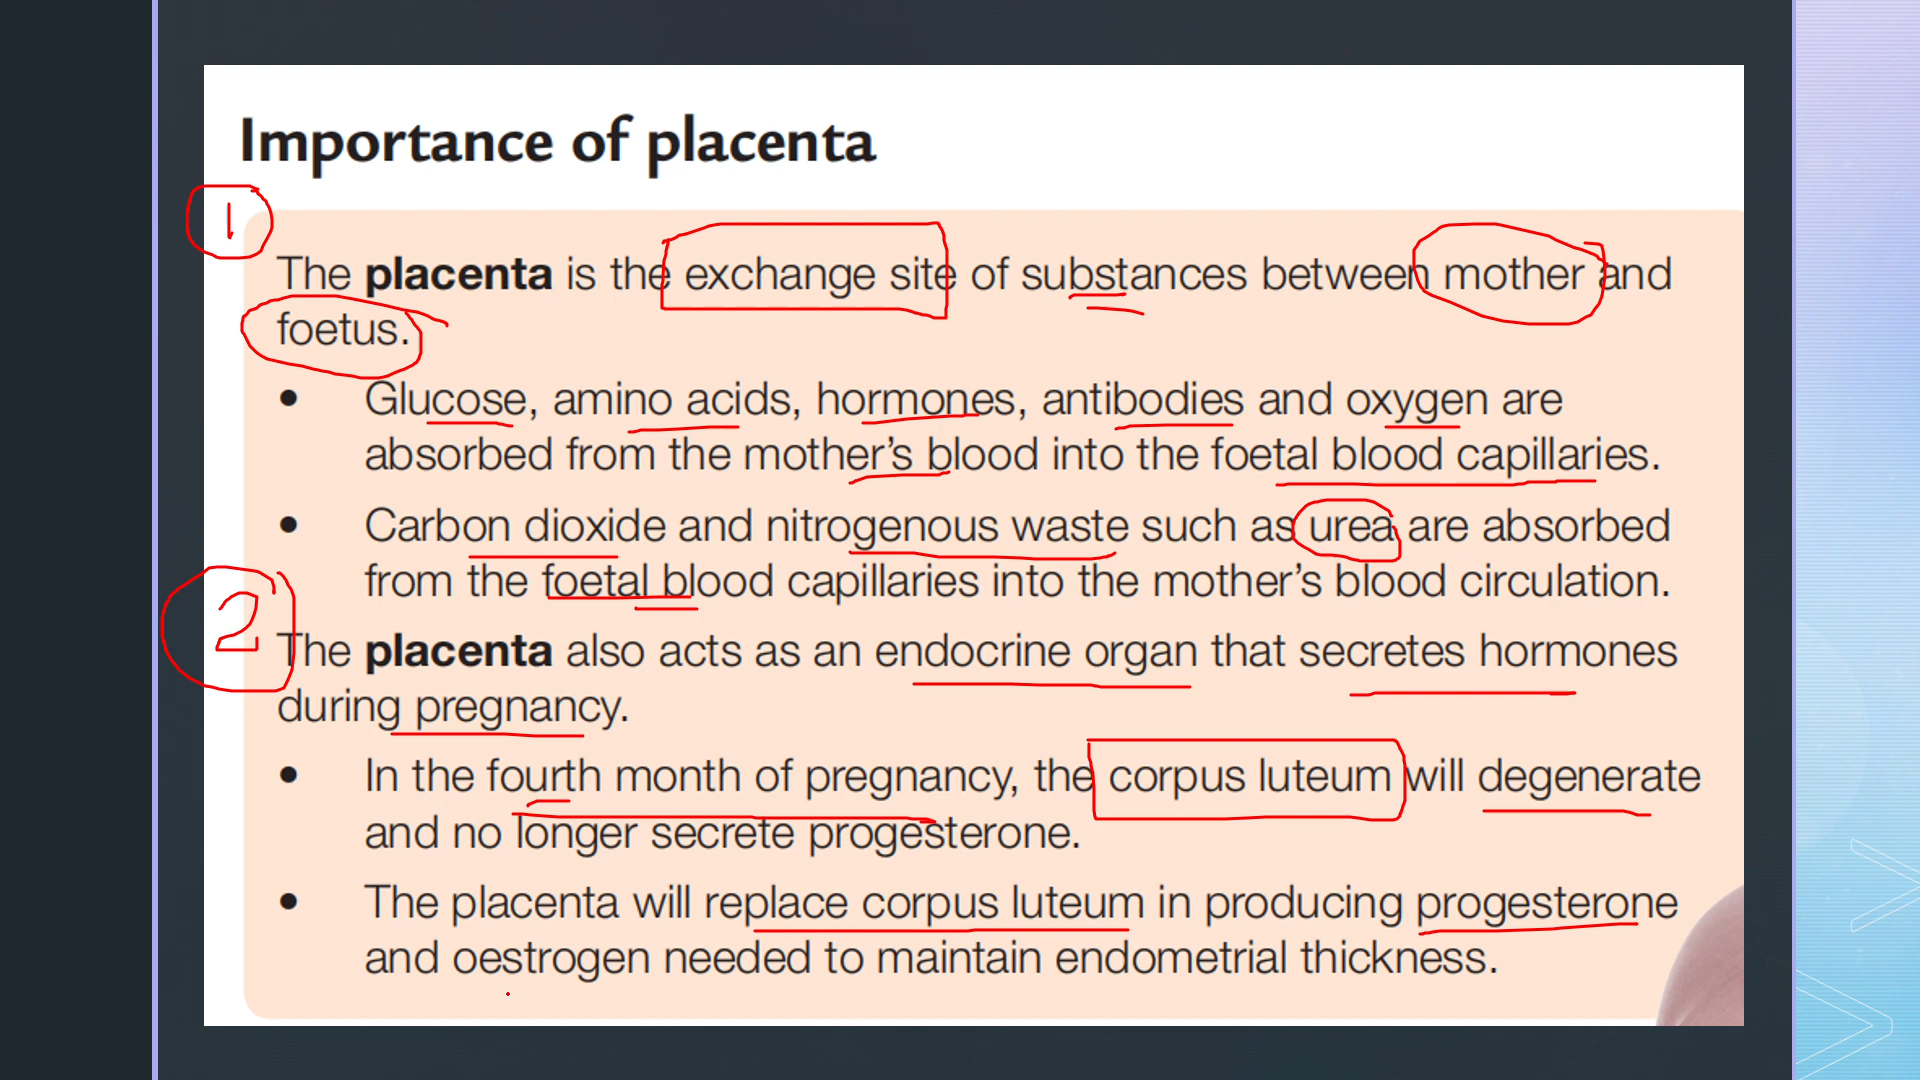 Importance of placenta
1
The placenta is the exchange site of substances between mother and
foetus.
• Glucose, amino acids, hormones, antibodies and oxygen are
absorbed from the mother's blood into the foetal blood capillaries.
• Carbon dioxide and nitrogenous waste such as urea are absorbed
from the foetal blood capillaries into the mother's blood circulation.
2
The placenta also acts as an endocrine organ that secretes hormones
during pregnancy.
• In the fourth month of pregnancy, the corpus luteum will degenerate
and no longer secrete progesterone.
• The placenta will replace corpus luteum in producing progesterone
and oestrogen needed to maintain endometrial thickness.